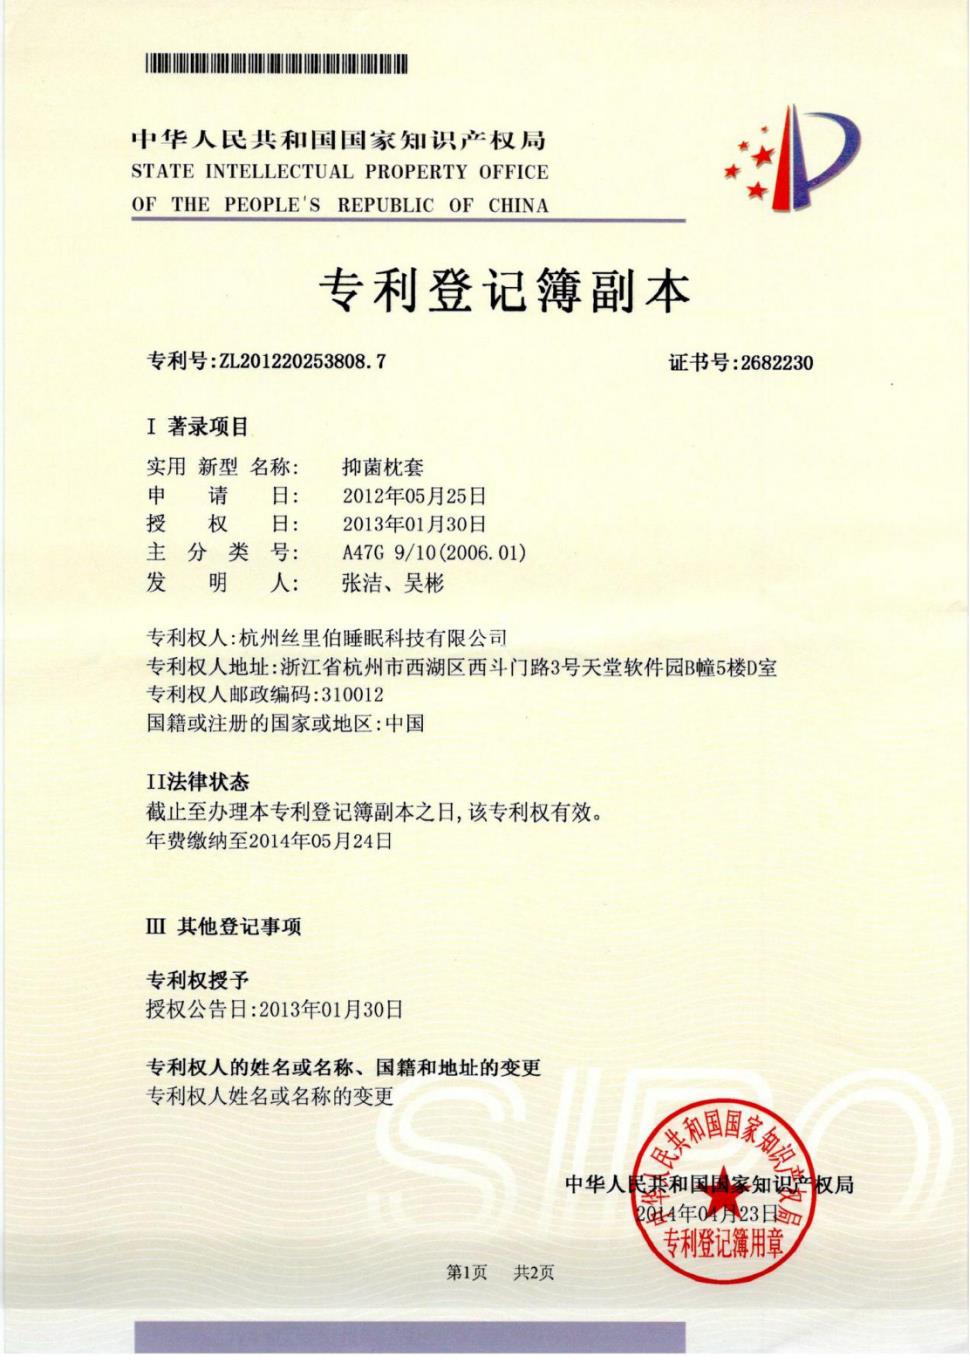 中华人民共和国国家知识产权局
STATE INTELLECTUAL PROPERTY OFFICE
OF THE PEOPLE'S REPUBLIC OF CHINA
专利登记簿副本
专利号:ZL201220253808.7 证书号:2682230
I 著录项目
实用 新型 名称: 抑菌枕套
申 请 日: 2012年05月25日
授 权 日: 2013年01月30日
主 分 类 号: A47G 9/10(2006.01)
发 明 人: 张洁、吴彬
专利权人:杭州丝里伯睡眠科技有限公司
专利权人地址:浙江省杭州市西湖区西斗门路3号天堂软件园B幢5楼D室
专利权人邮政编码:310012
国籍或注册的国家或地区:中国
II法律状态
截止至办理本专利登记簿副本之日,该专利权有效。
年费缴纳至2014年05月24日
III 其他登记事项
专利权授予
授权公告日:2013年01月30日
专利权人的姓名或名称、国籍和地址的变更
专利权人姓名或名称的变更
SIPO
中华人民共和国国家知识产权局
中华人民共和国国家知识产权局
2014年04月23日
专利登记簿用章
第1页 共2页